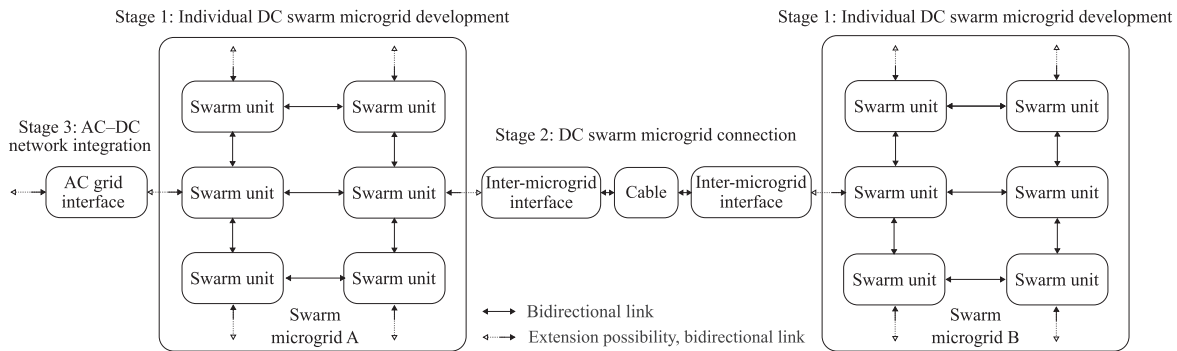 Stage 1: Individual DC swarm microgrid development
Stage 1: Individual DC swarm microgrid development
Swarm unit
Swarm unit
Swarm unit
Swarm unit
Stage 3: AC–DC
network integration
Stage 2: DC swarm microgrid connection
AC grid
interface
Swarm unit
Swarm unit
Inter-microgrid
interface
Cable
Inter-microgrid
interface
Swarm unit
Swarm unit
Swarm unit
Swarm unit
Swarm unit
Swarm unit
Swarm
microgrid A
Bidirectional link
Extension possibility, bidirectional link
Swarm
microgrid B